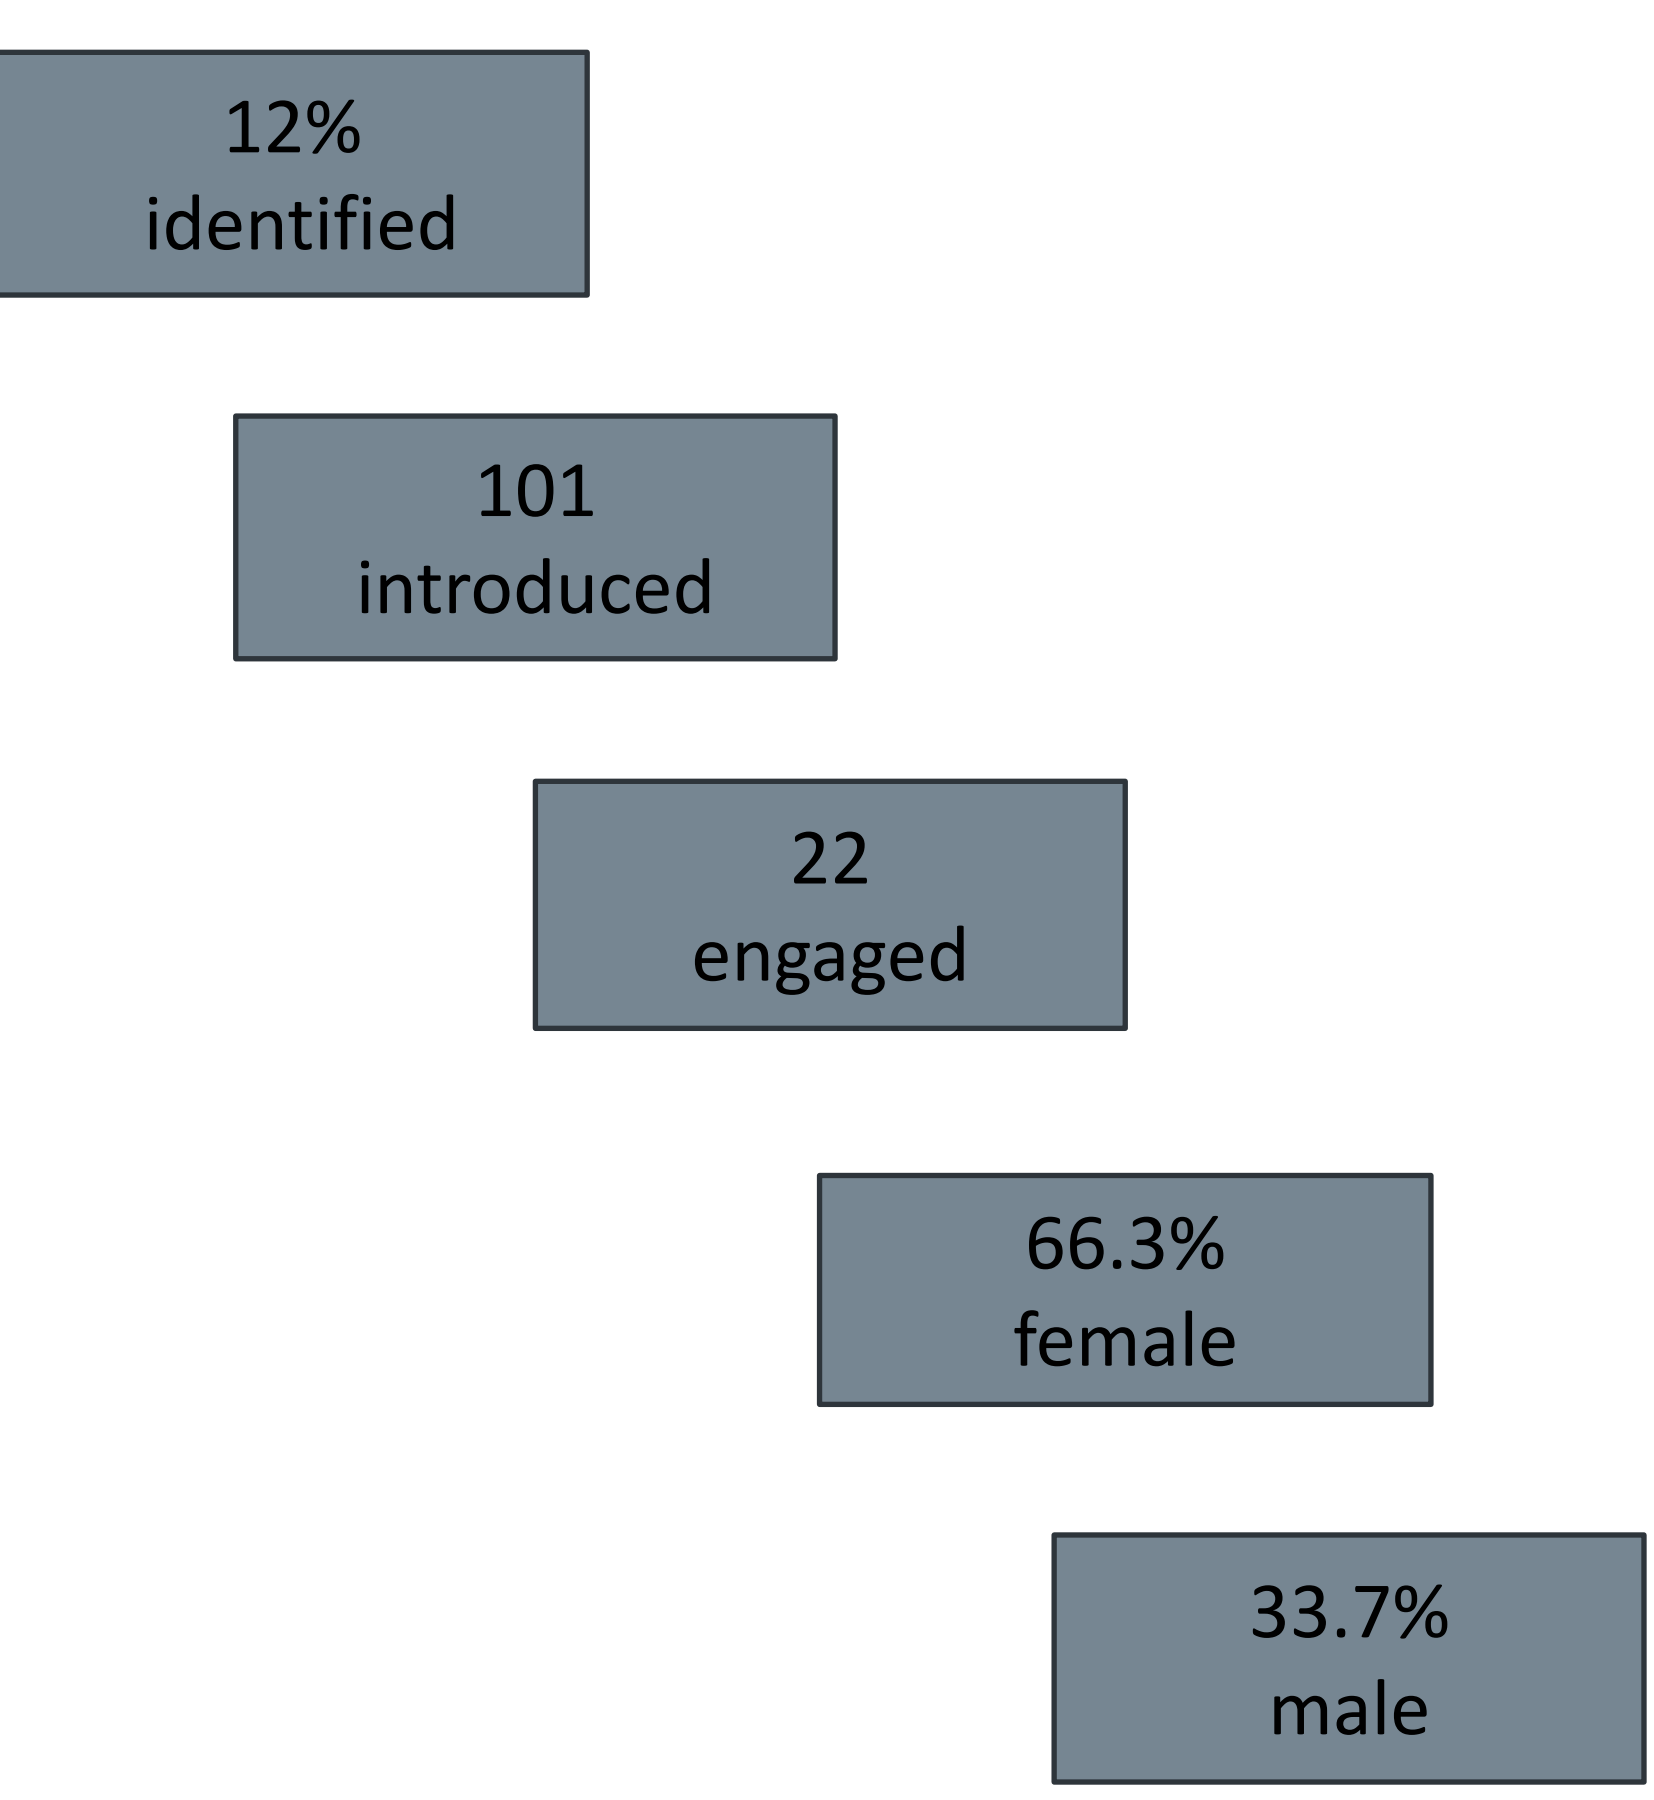 12%
identified
101
introduced
22
engaged
66.3%
female
33.7%
male